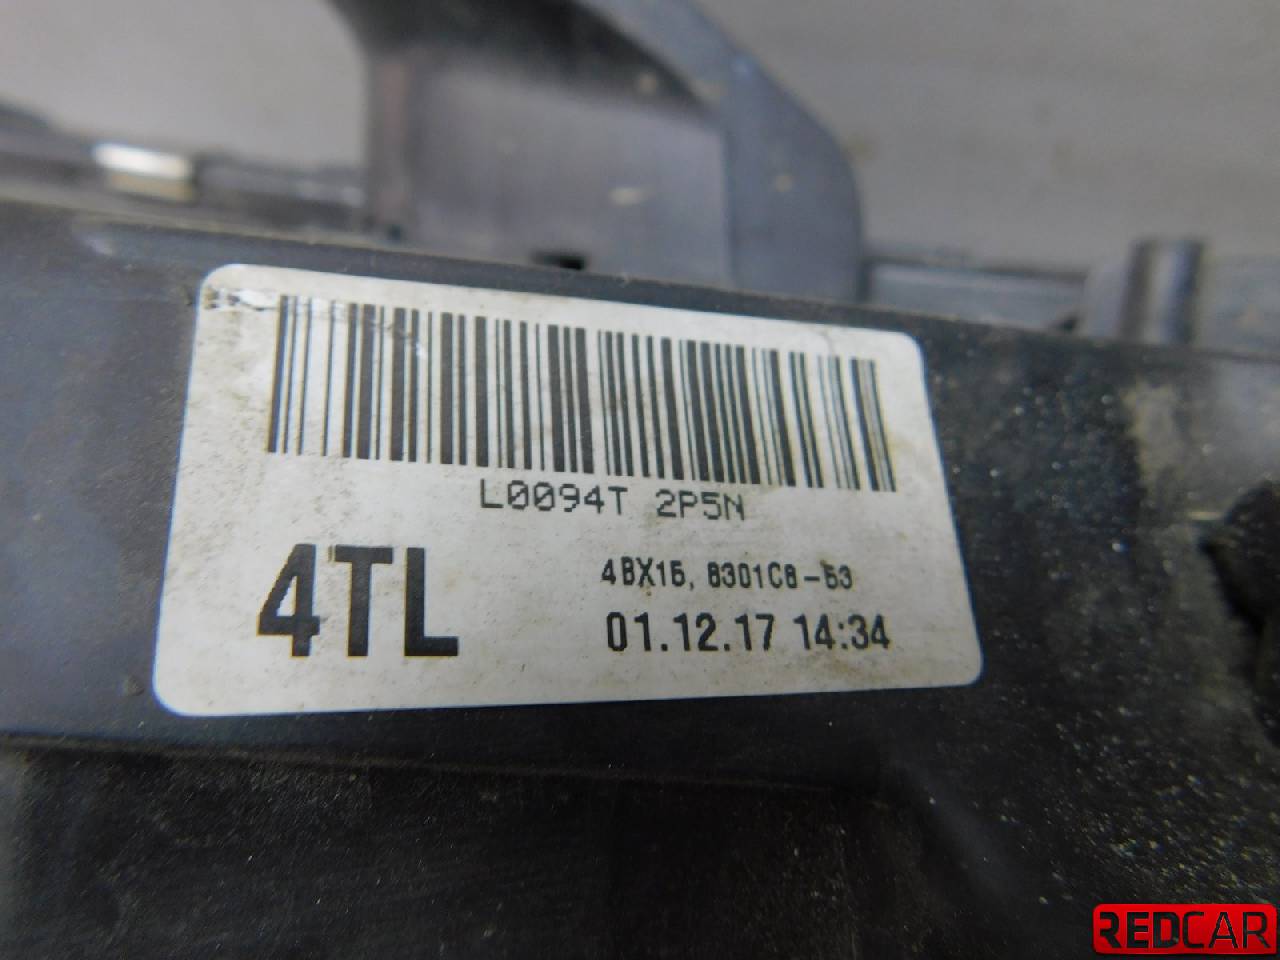 L0094T 2P5N
4TL
4BX15, 8301C8-53
01.12.17 14:34
REDCAR